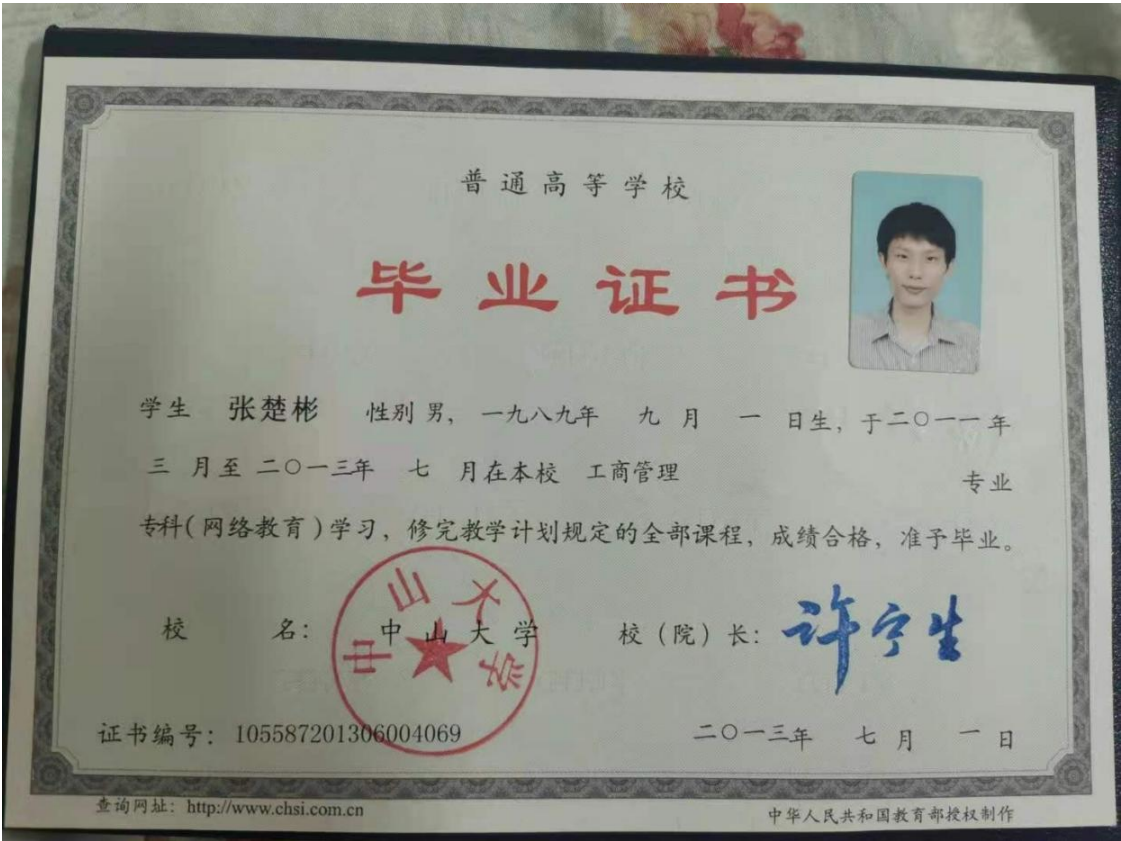 普通高等学校
毕业证书
学生 张楚彬 性别 男， 一九八九年 九 月 一 日生，于二〇一一年
三 月至 二〇一三年 七 月在本校 工商管理 专业
专科(网络教育)学习，修完教学计划规定的全部课程，成绩合格，准予毕业。
校 名： 中山大学 校（院）长： 许宁生
中山大学
证书编号： 105587201306004069 二〇一三年 七 月 一 日
查询网址： http://www.chsi.com.cn 中华人民共和国教育部授权制作